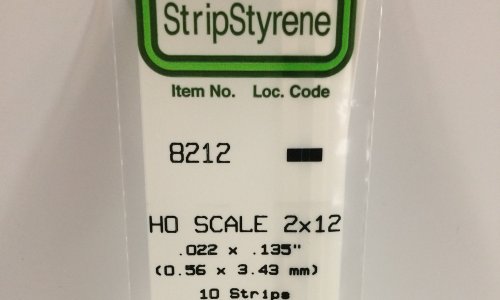 StripStyrene
Item No. Loc. Code
8212
HO SCALE 2x12
.022 x .135"
(0.56 x 3.43 mm)
10 Strips